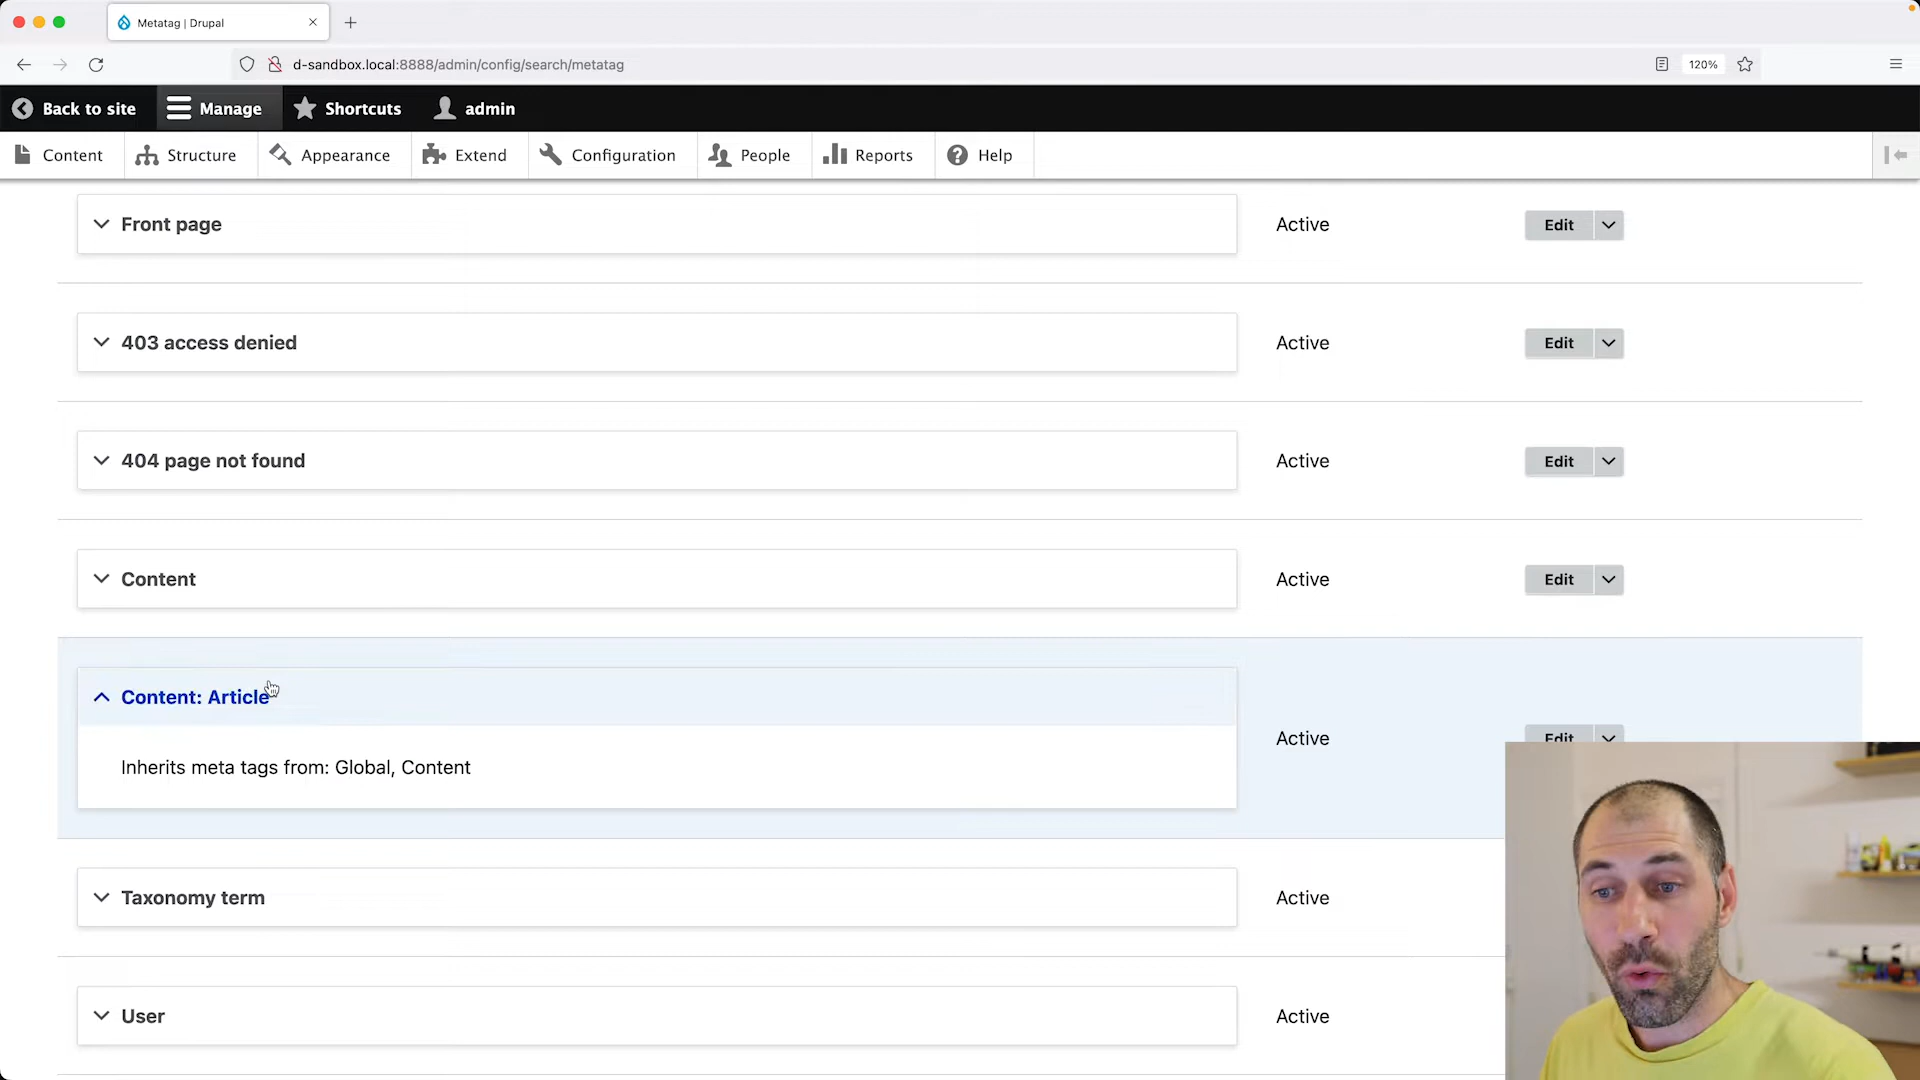 Metatag | Drupal
d-sandbox.local:8888/admin/config/search/metatag
120%
Back to site
Manage
Shortcuts
admin
Content
Structure
Appearance
Extend
Configuration
People
Reports
Help
Front page
Active
Edit
403 access denied
Active
Edit
404 page not found
Active
Edit
Content
Active
Edit
Content: Article
Active
Edit
Inherits meta tags from: Global, Content
Taxonomy term
Active
User
Active